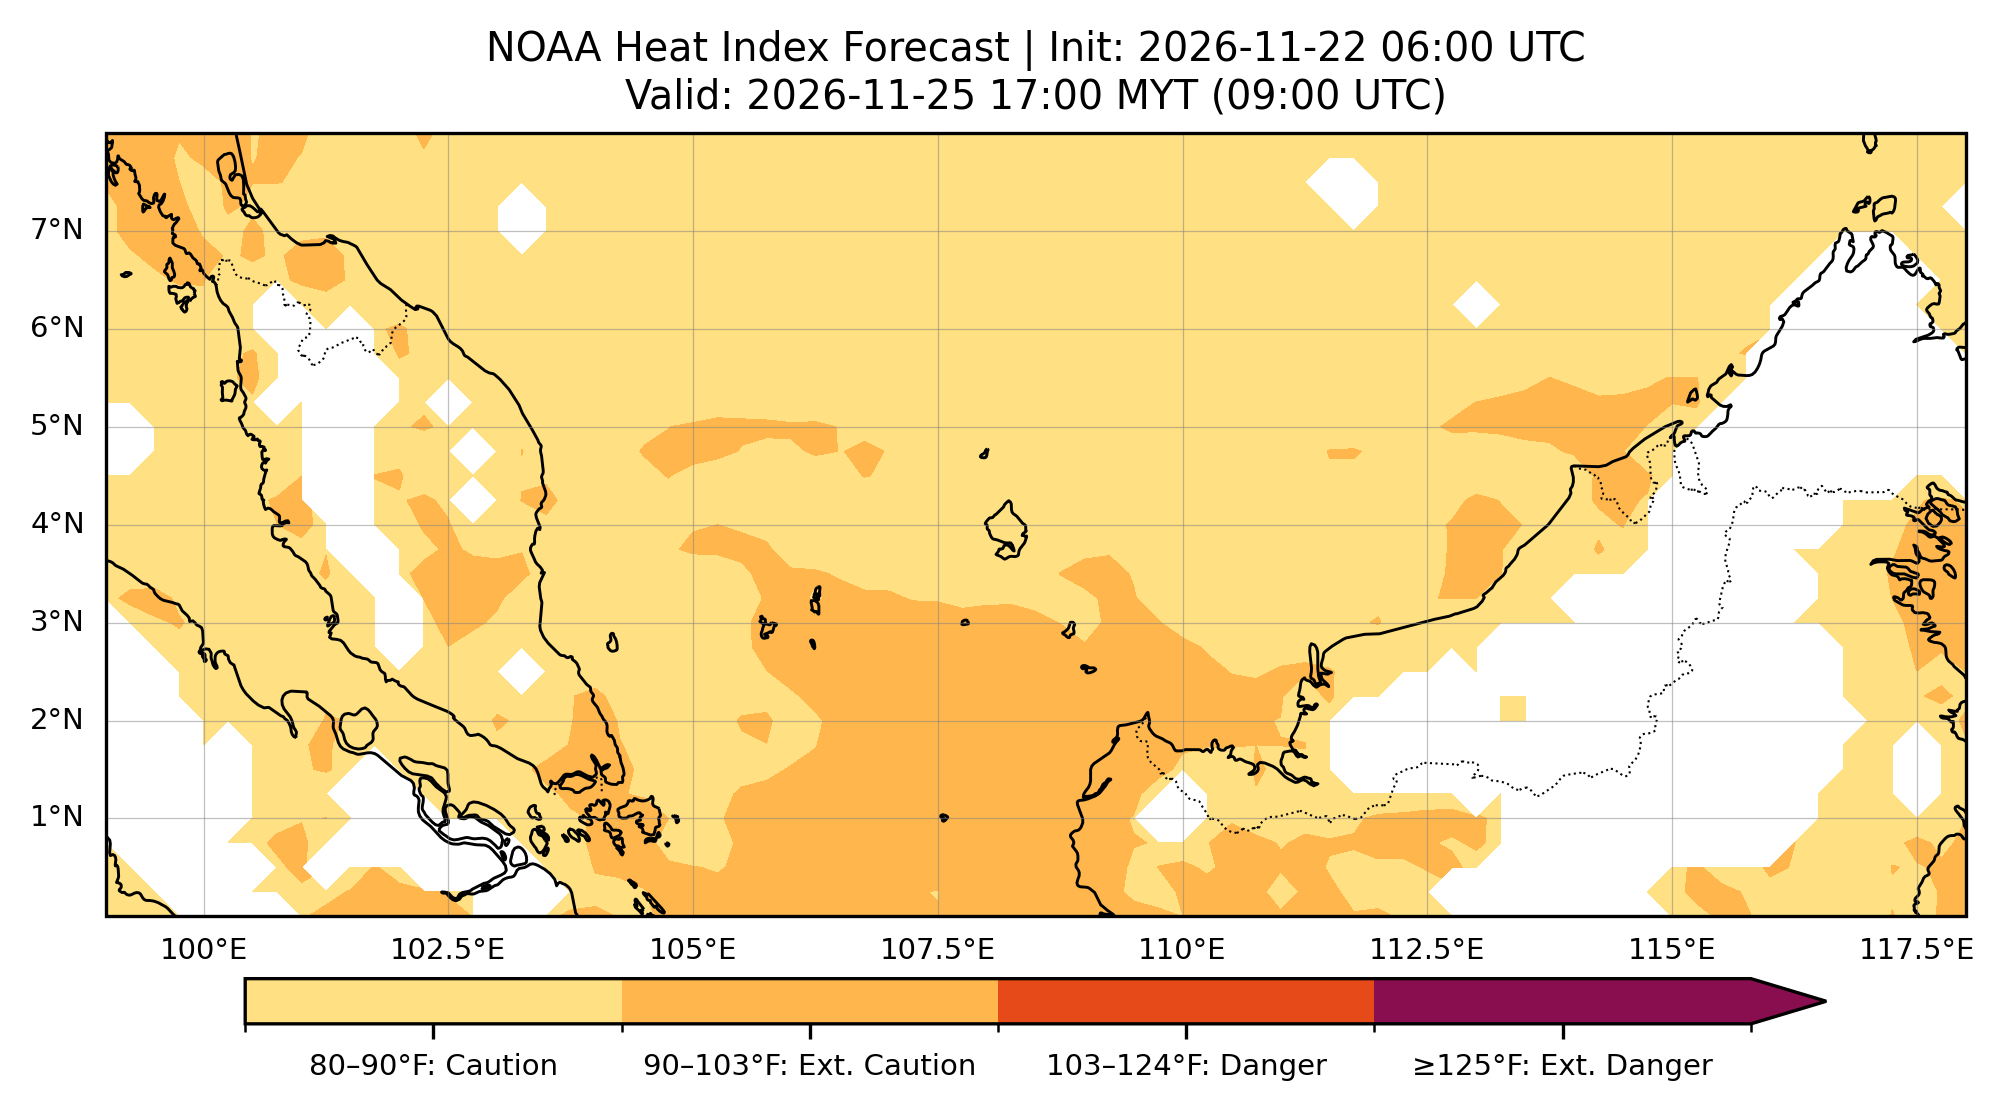 NOAA Heat Index Forecast | Init: 2026-11-22 06:00 UTC
Valid: 2026-11-25 17:00 MYT (09:00 UTC)
7°N
6°N
5°N
4°N
3°N
2°N
1°N
100°E
102.5°E
105°E
107.5°E
110°E
112.5°E
115°E
117.5°E
80–90°F: Caution
90–103°F: Ext. Caution
103–124°F: Danger
≥125°F: Ext. Danger